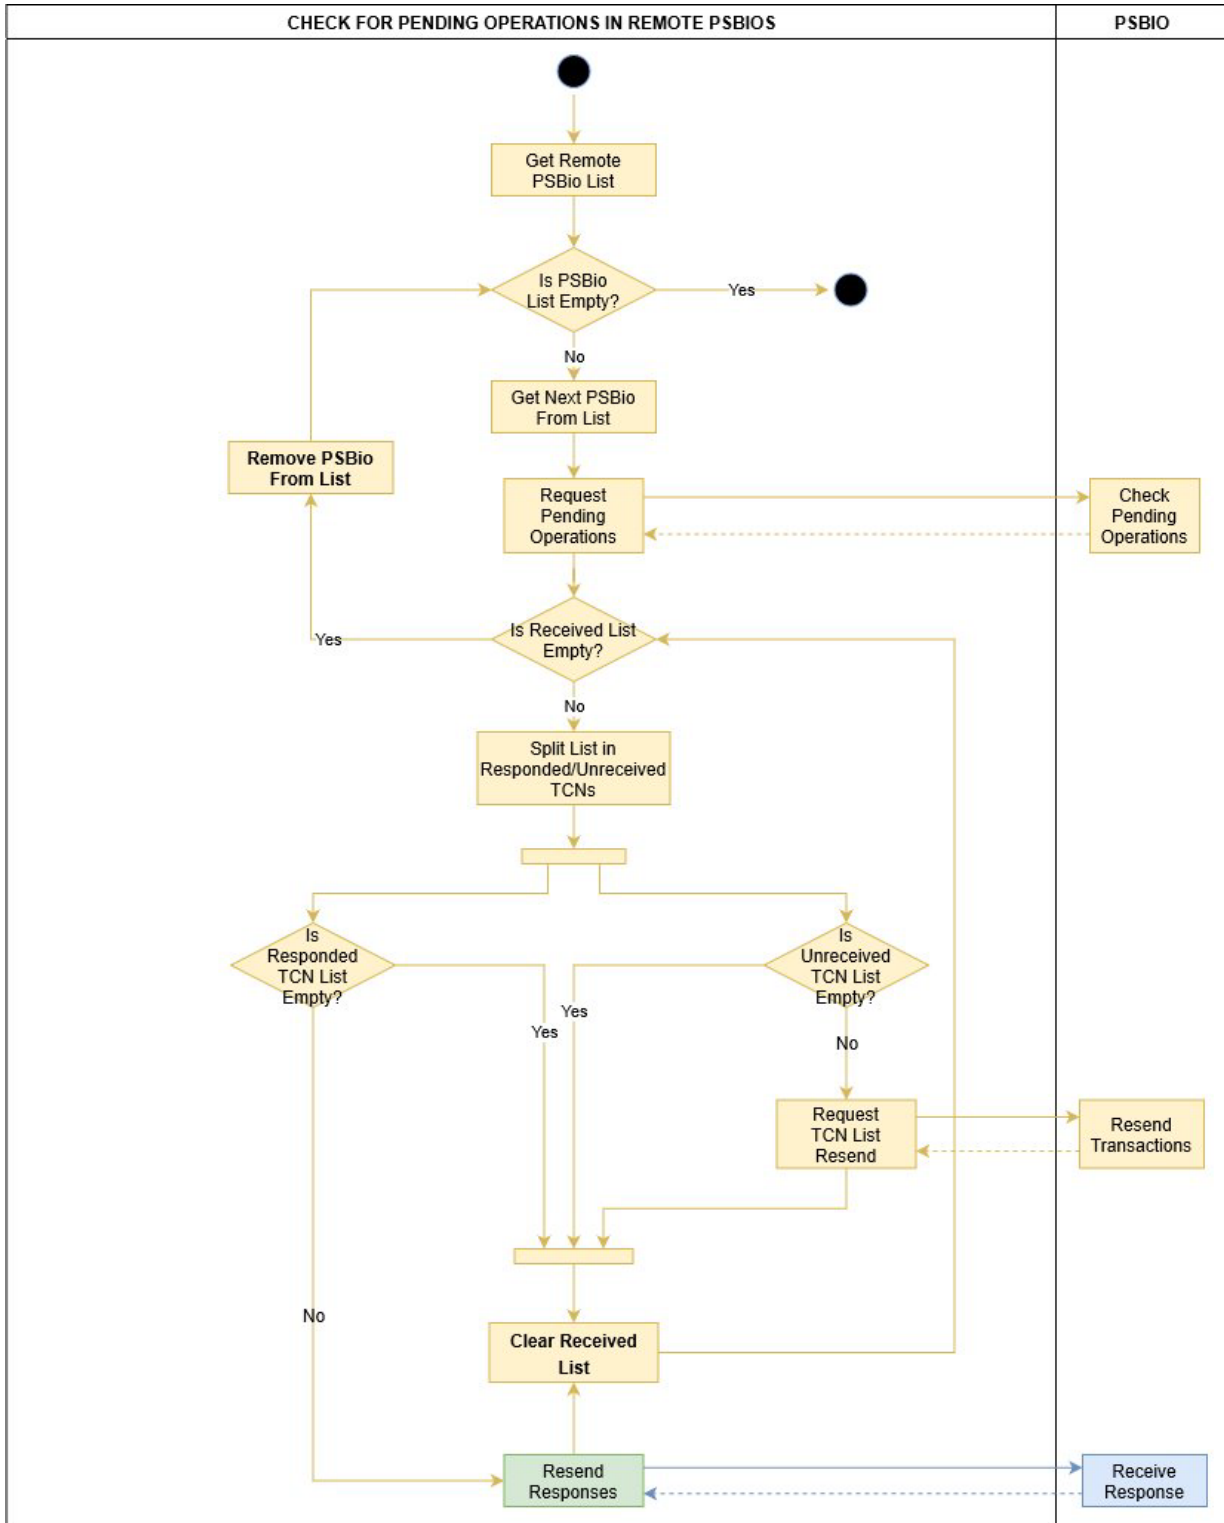 CHECK FOR PENDING OPERATIONS IN REMOTE PSBIOS
PSBIO
Get Remote
PSBio List
Is PSBio
List Empty?
Yes
No
Get Next PSBio
From List
Remove PSBio
From List
Request
Pending
Operations
Check
Pending
Operations
Is Received List
Empty?
Yes
No
Split List in
Responded/Unreceived
TCNs
Is
Responded
TCN List
Empty?
Is
Unreceived
TCN List
Empty?
Yes
Yes
No
Request
TCN List
Resend
Resend
Transactions
No
Clear Received
List
Resend
Responses
Receive
Response